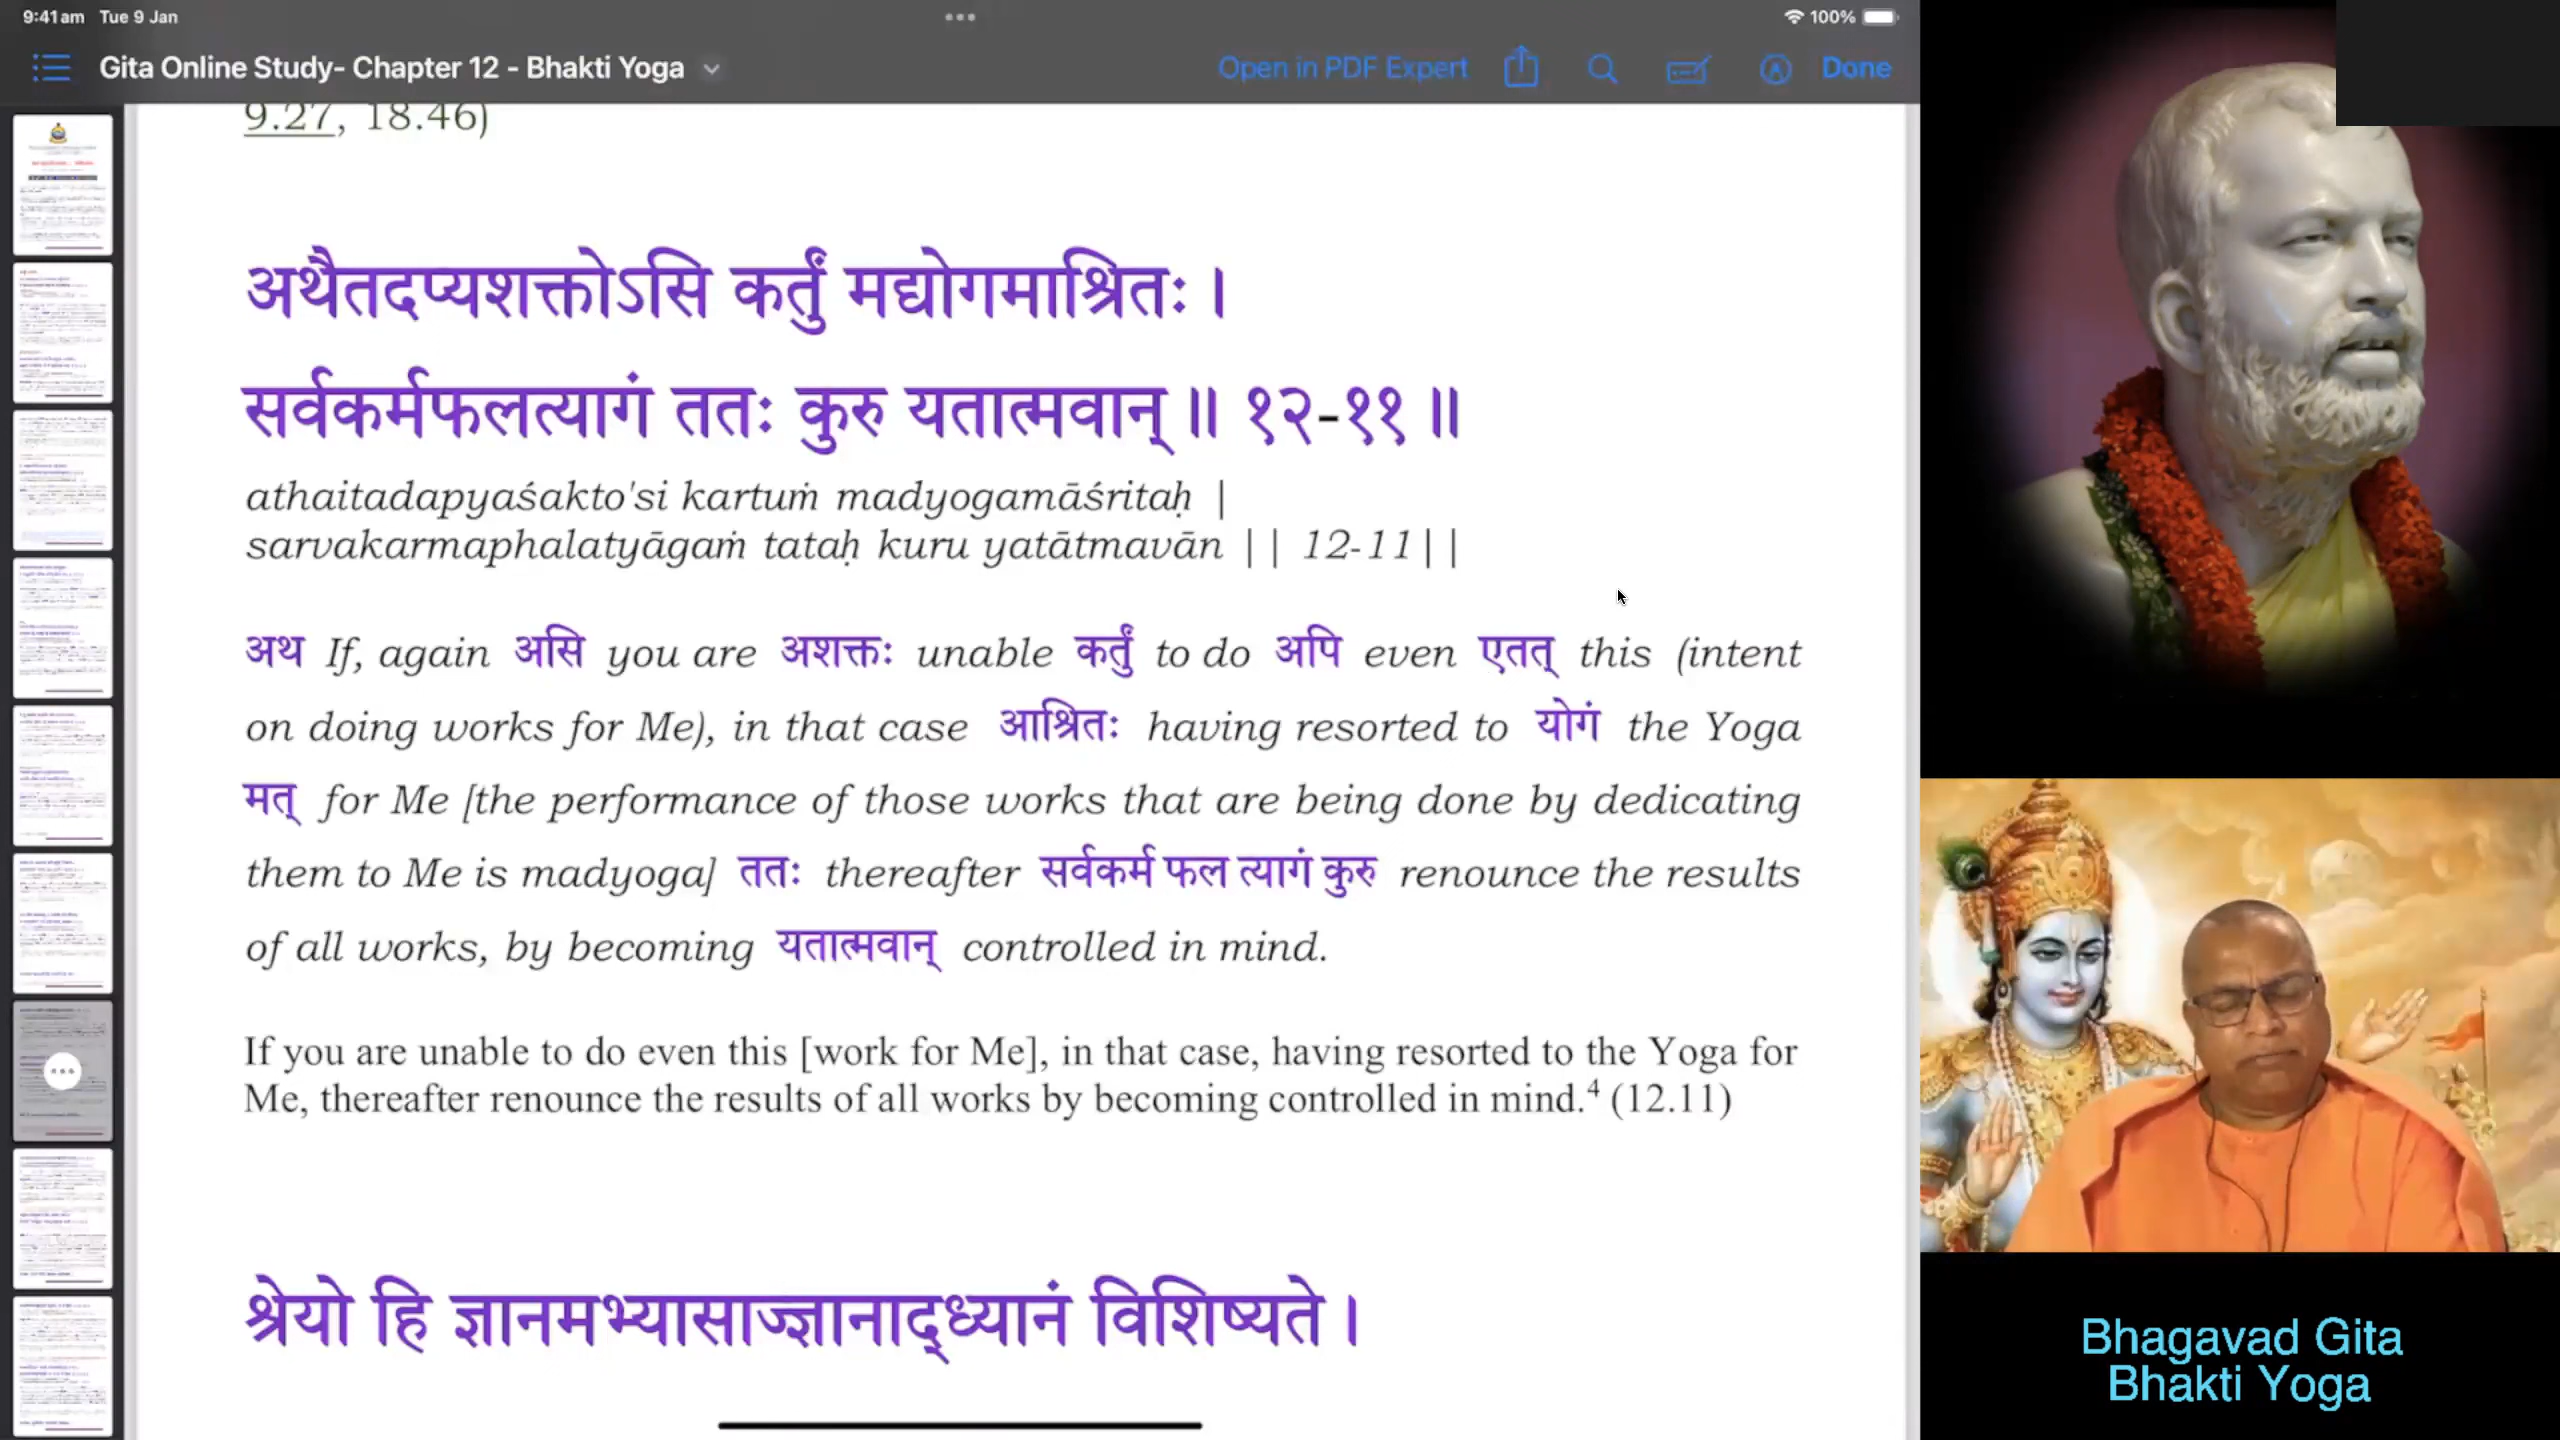 9:41am Tue 9 Jan
100%
Gita Online Study- Chapter 12 - Bhakti Yoga
Open in PDF Expert
Done
9.27, 18.46)
अथैतदप्यशक्तोऽसि कर्तुं मद्योगमाश्रितः ।
सर्वकर्मफलत्यागं ततः कुरु यतात्मवान् ॥ १२-११ ॥
athaitadapyaśakto'si kartuṁ madyogamāśritaḥ |
sarvakarmaphalatyāgaṁ tataḥ kuru yatātmavān || 12-11||
अथ If, again असि you are अशक्तः unable कर्तुं to do अपि even एतत् this (intent
on doing works for Me), in that case आश्रितः having resorted to योगं the Yoga
मत् for Me [the performance of those works that are being done by dedicating
them to Me is madyoga] ततः thereafter सर्वकर्म फल त्यागं कुरु renounce the results
of all works, by becoming यतात्मवान् controlled in mind.
If you are unable to do even this [work for Me], in that case, having resorted to the Yoga for
Me, thereafter renounce the results of all works by becoming controlled in mind.⁴ (12.11)
श्रेयो हि ज्ञानमभ्यासाज्ज्ञानाद्ध्यानं विशिष्यते ।
Bhagavad Gita
Bhakti Yoga